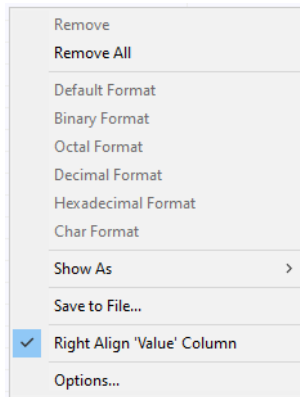 Remove
Remove All
Default Format
Binary Format
Octal Format
Decimal Format
Hexadecimal Format
Char Format
Show As
Save to File...
Right Align 'Value' Column
Options...